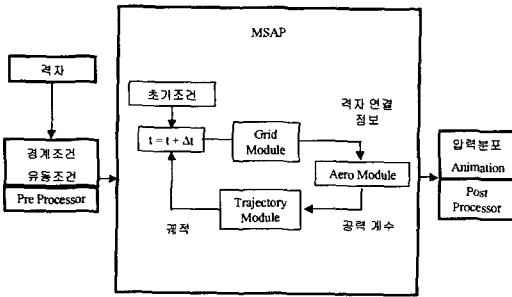 MSAP
격자
초기조건
격자 연결
정보
t = t + Δt
Grid
Module
경계조건
유동조건
Pre Processor
압력분포
Animation
Post
Processor
Aero Module
Trajectory
Module
궤적
공력 계수